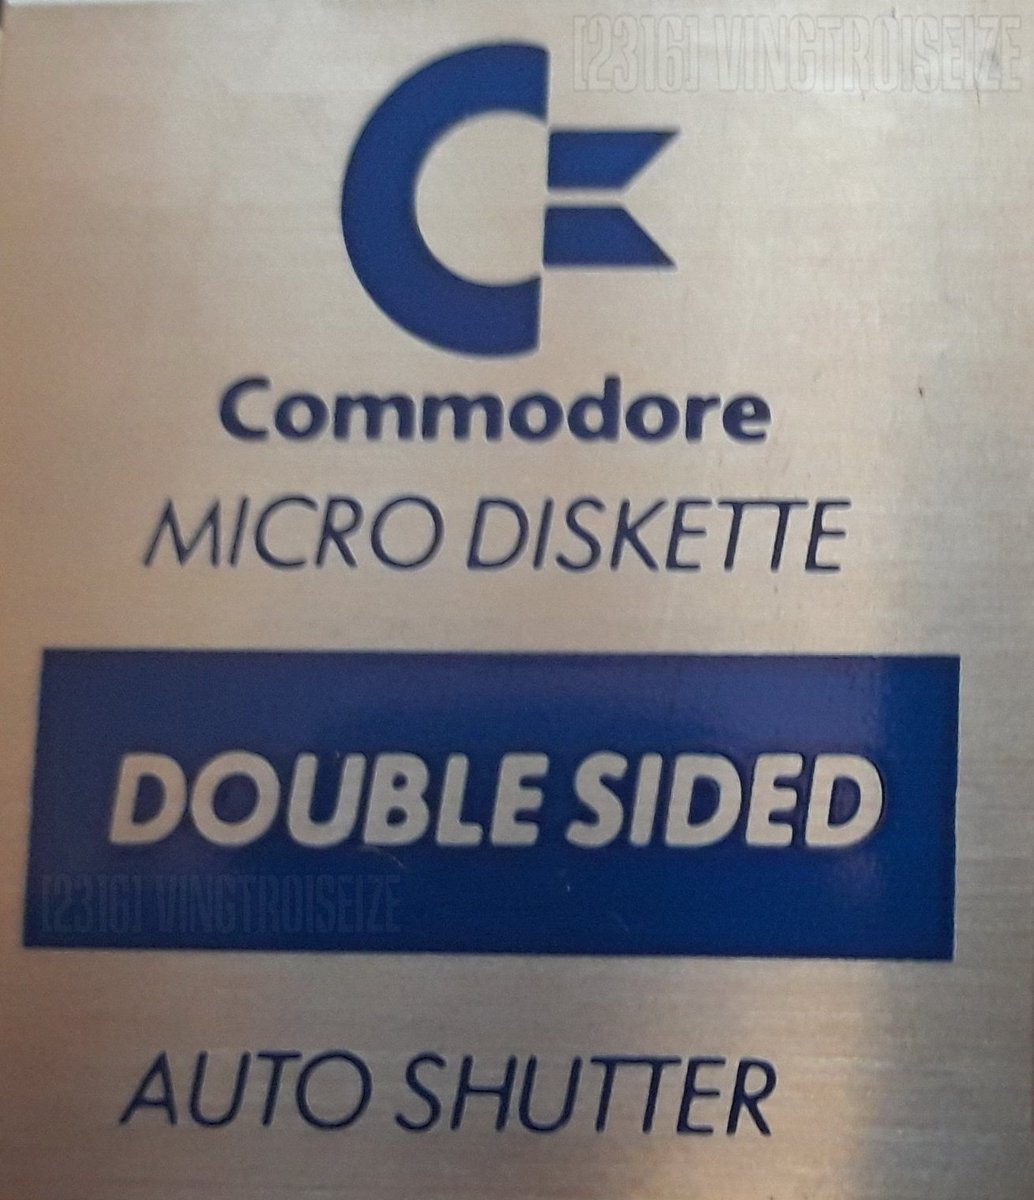 [2316] VINGTROISEIZE
Commodore
MICRO DISKETTE
DOUBLE SIDED
[2316] VINGTROISEIZE
AUTO SHUTTER